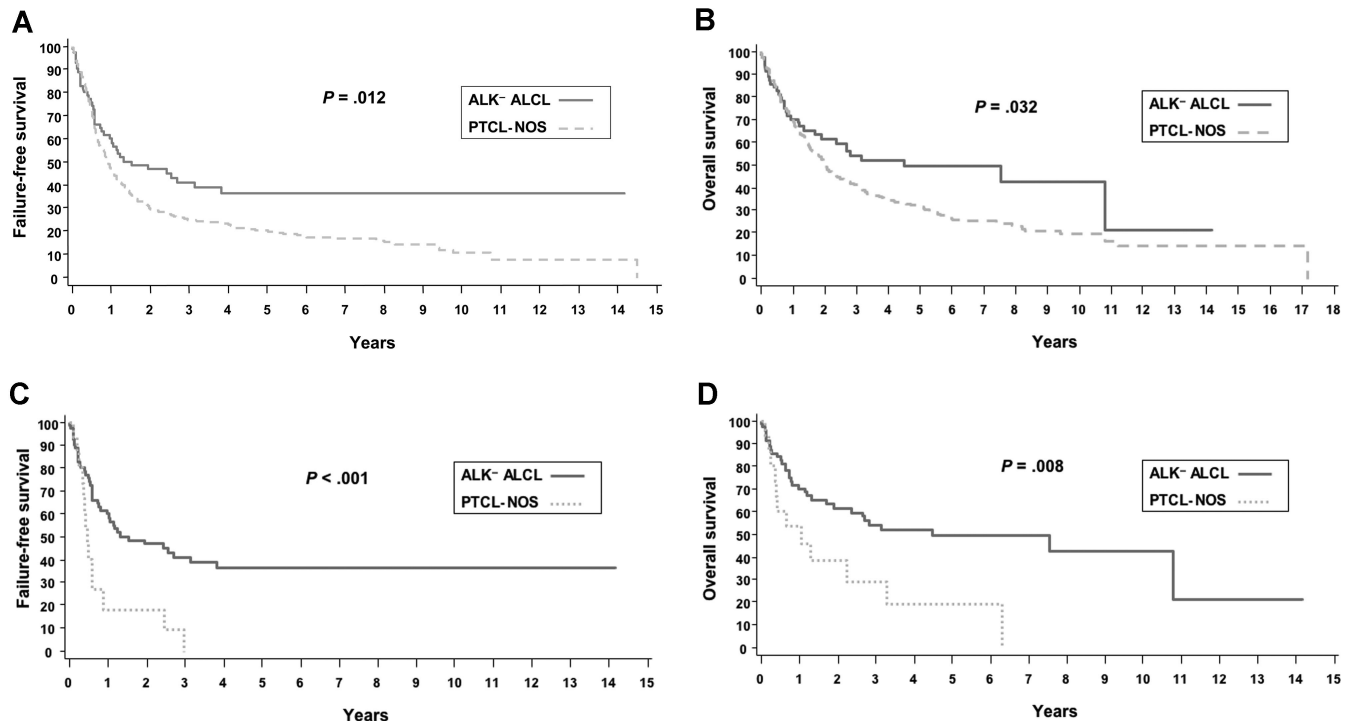 A
Failure-free survival
100
90
80
70
60
50
40
30
20
10
0
P = .012
ALK– ALCL
PTCL-NOS
0 1 2 3 4 5 6 7 8 9 10 11 12 13 14 15
Years
B
Overall survival
100
90
80
70
60
50
40
30
20
10
0
P = .032
ALK– ALCL
PTCL-NOS
0 1 2 3 4 5 6 7 8 9 10 11 12 13 14 15 16 17 18
Years
C
Failure-free survival
100
90
80
70
60
50
40
30
20
10
0
P < .001
ALK– ALCL
PTCL-NOS
0 1 2 3 4 5 6 7 8 9 10 11 12 13 14 15
Years
D
Overall survival
100
90
80
70
60
50
40
30
20
10
0
P = .008
ALK– ALCL
PTCL-NOS
0 1 2 3 4 5 6 7 8 9 10 11 12 13 14 15
Years